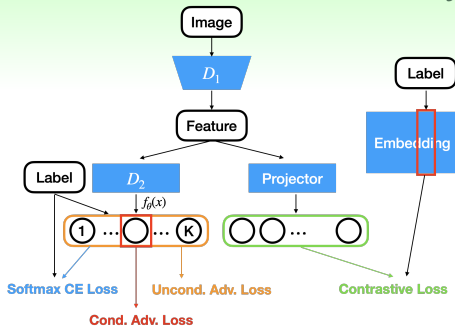 Image
D₁
Label
Feature
Embedding
Label
D₂
Projector
fθ(x)
1 ... ... K
...
Softmax CE Loss
Uncond. Adv. Loss
Contrastive Loss
Cond. Adv. Loss